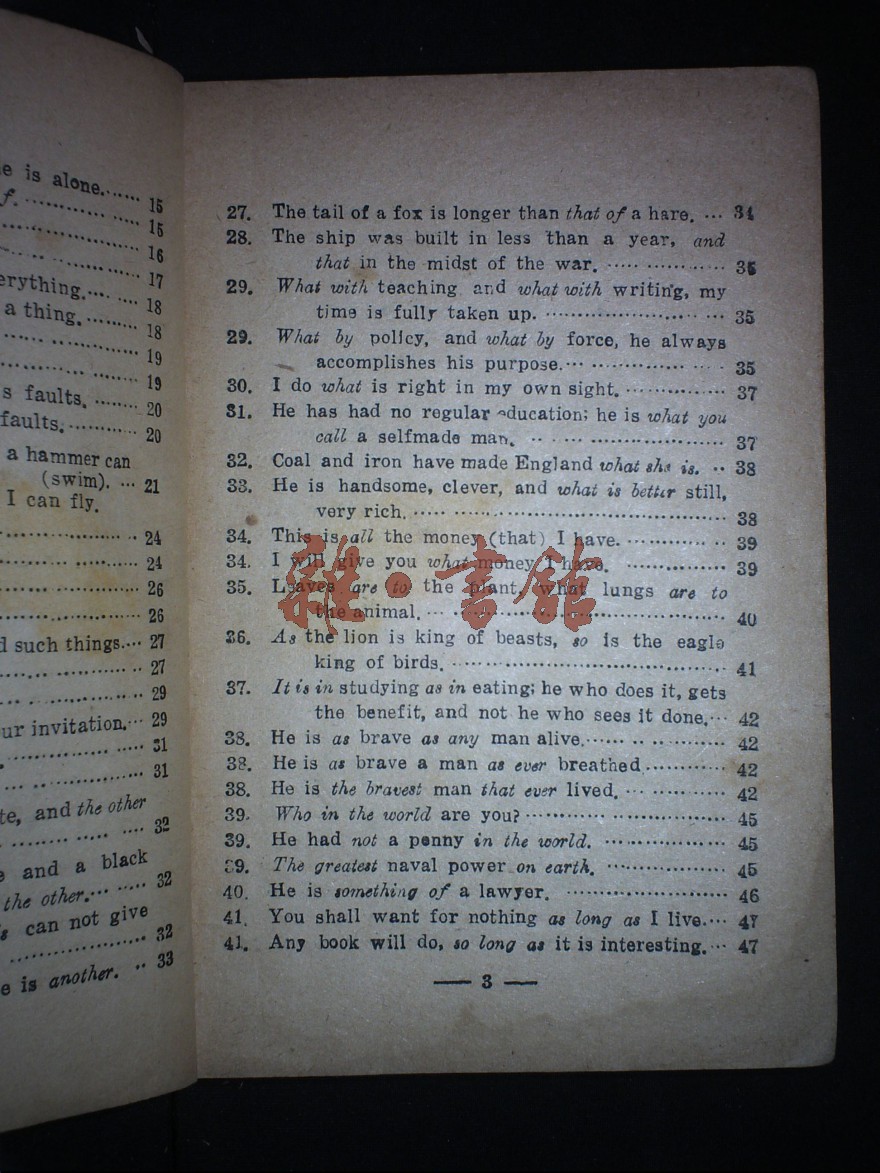 e is alone....... 15
f. ............ ..... 15
....................... 16
.. .. ............... 17
erything..... .... 18
a thing.......... 18
...... ............... 19
............. ........ 19
s faults. ........ 20
faults............. 20
a hammer can
(swim). ... 21
I can fly.
....................... 24
.................. ..... 24
....................... 26
....................... 26
d such things.... 27
............... .. 27
... . ............... 29
ur invitation.... 29
.................. ..... 31
... .. ............... 31
te, and the other
.. .......... .... 32
e and a black
the other.... ..... 32
s can not give
..................... 32
e is another. .. 33
27. The tail of a fox is longer than that of a hare. ... 34
28. The ship was built in less than a year, and
that in the midst of the war. ..... ... ......... 35
29. What with teaching and what with writing, my
time is fully taken up. ........................ ... 35
29. What by policy, and what by force, he always
accomplishes his purpose.... ............... .... . 35
30. I do what is right in my own sight. ............... 37
31. He has had no regular education; he is what you
call a selfmade man. .. .. . ..................... 37
32. Coal and iron have made England what she is. .. 38
33. He is handsome, clever, and what is better still,
very rich. ..... .......................................... 38
34. This is all the money (that) I have. ............ ... 39
34. I will give you what money I have. ............... 39
35. Leaves are to the plant, what lungs are to
the animal. ... ...................................... 40
36. As the lion is king of beasts, so is the eagle
king of birds. .......................................... 41
37. It is in studying as in eating; he who does it, gets
the benefit, and not he who sees it done.... 42
38. He is as brave as any man alive....... .. .. .......... 42
38. He is as brave a man as ever breathed ............ 42
38. He is the bravest man that ever lived. ... ......... 42
39. Who in the world are you? ........... .............. 45
39. He had not a penny in the world. .................. 45
39. The greatest naval power on earth. ............... 45
40. He is something of a lawyer. ........................ 46
41. You shall want for nothing as long as I live.... 47
41. Any book will do, so long as it is interesting. ... 47
— 3 —
雜·書館